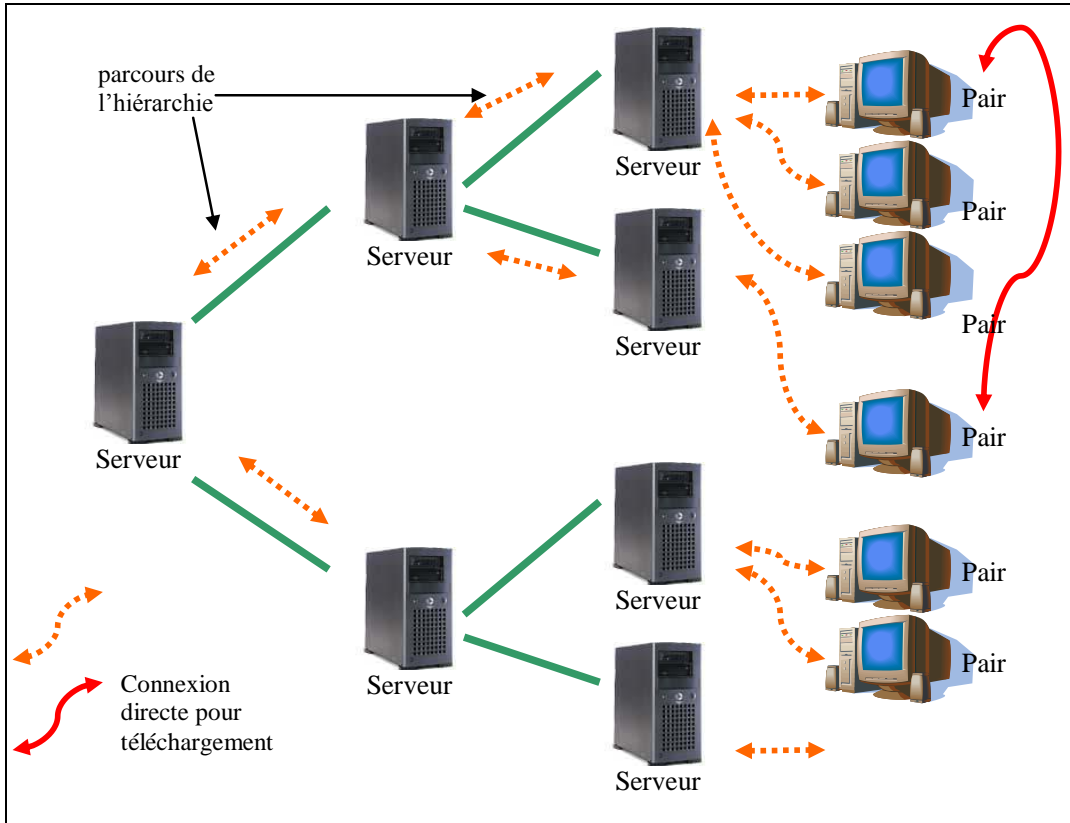 parcours de
l'hiérarchie
Pair
Serveur
Pair
Serveur
Pair
Serveur
Serveur
Pair
Pair
Serveur
Pair
Serveur
Connexion
directe pour
téléchargement
Serveur